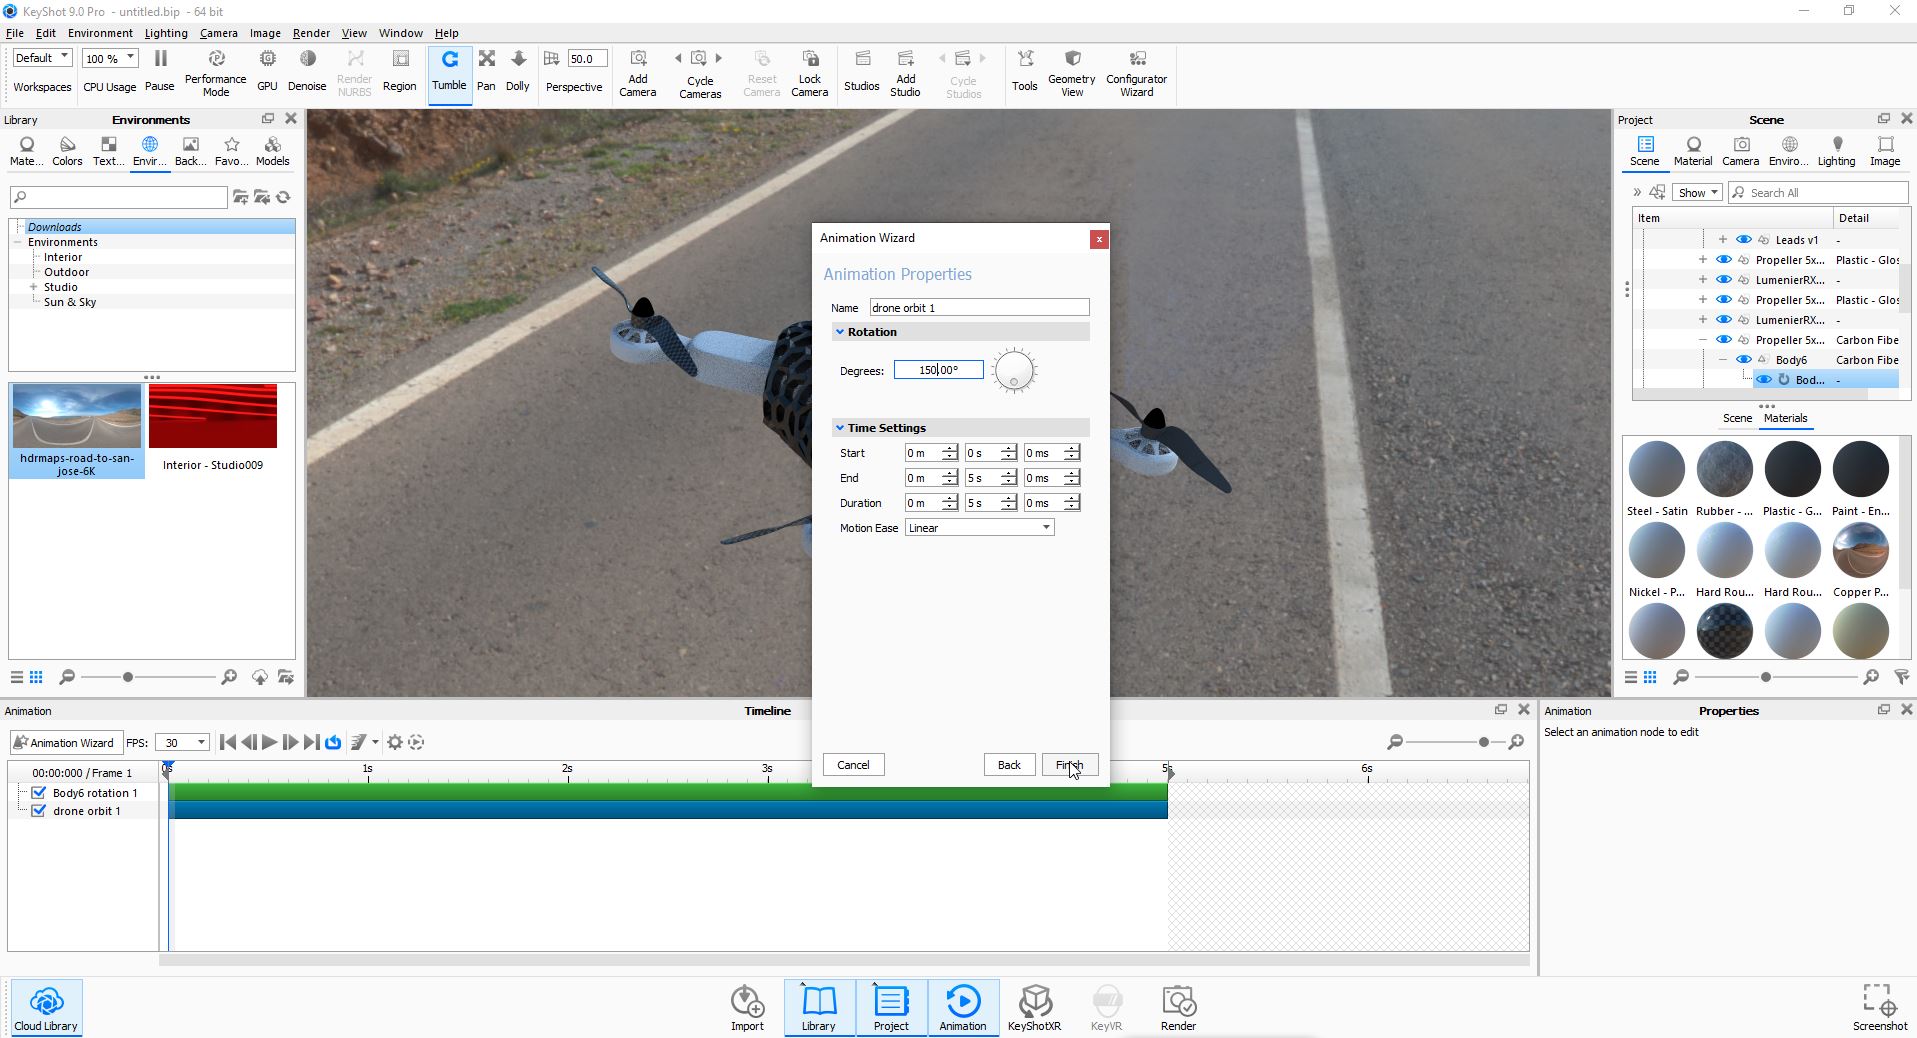 KeyShot 9.0 Pro - untitled.bip - 64 bit
File Edit Environment Lighting Camera Image Render View Window Help
Default 100 % 50.0
Workspaces CPU Usage Pause Performance Mode GPU Denoise Render NURBS Region Tumble Pan Dolly Perspective Add Camera Cycle Cameras Reset Camera Lock Camera Studios Add Studio Cycle Studios Tools Geometry View Configurator Wizard
Library Environments
Mate... Colors Text... Envir... Back... Favo... Models
Downloads
Environments
Interior
Outdoor
Studio
Sun & Sky
hdrmaps-road-to-san-jose-6K
Interior - Studio009
Animation Wizard
x
Animation Properties
Name drone orbit 1
Rotation
Degrees: 150,00°
Time Settings
Start 0 m 0 s 0 ms
End 0 m 5 s 0 ms
Duration 0 m 5 s 0 ms
Motion Ease Linear
Cancel Back Finish
Project Scene
Scene Material Camera Enviro... Lighting Image
Show Search All
Item Detail
Leads v1 -
Propeller 5x... Plastic - Glos
LumenierRX... -
Propeller 5x... Plastic - Glos
LumenierRX... -
Propeller 5x... Carbon Fibe
Body6 Carbon Fibe
Bod... -
Scene Materials
Steel - Satin Rubber - ... Plastic - G... Paint - En...
Nickel - P... Hard Rou... Hard Rou... Copper P...
Animation Timeline
Animation Wizard FPS: 30
00:00:000 / Frame 1 0s 1s 2s 3s 5s 6s
Body6 rotation 1
drone orbit 1
Animation Properties
Select an animation node to edit
Cloud Library Import Library Project Animation KeyShotXR KeyVR Render Screenshot